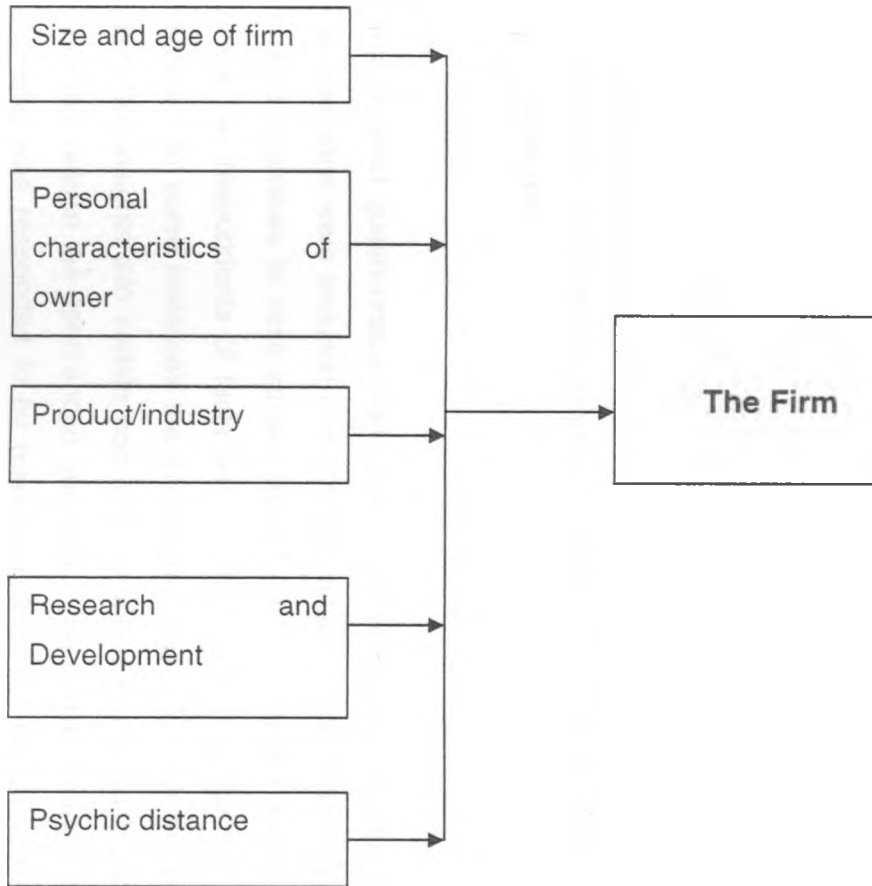 Size and age of firm
Personal
characteristics of
owner
Product/industry
The Firm
Research and
Development
Psychic distance